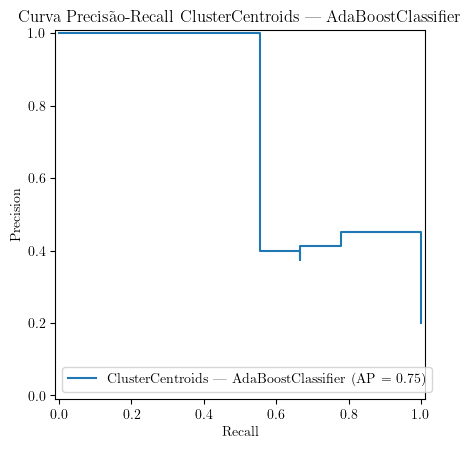 Curva Precisão-Recall ClusterCentroids — AdaBoostClassifier
1.0
0.8
0.6
0.4
0.2
0.0
Precision
ClusterCentroids — AdaBoostClassifier (AP = 0.75)
0.0 0.2 0.4 0.6 0.8 1.0
Recall